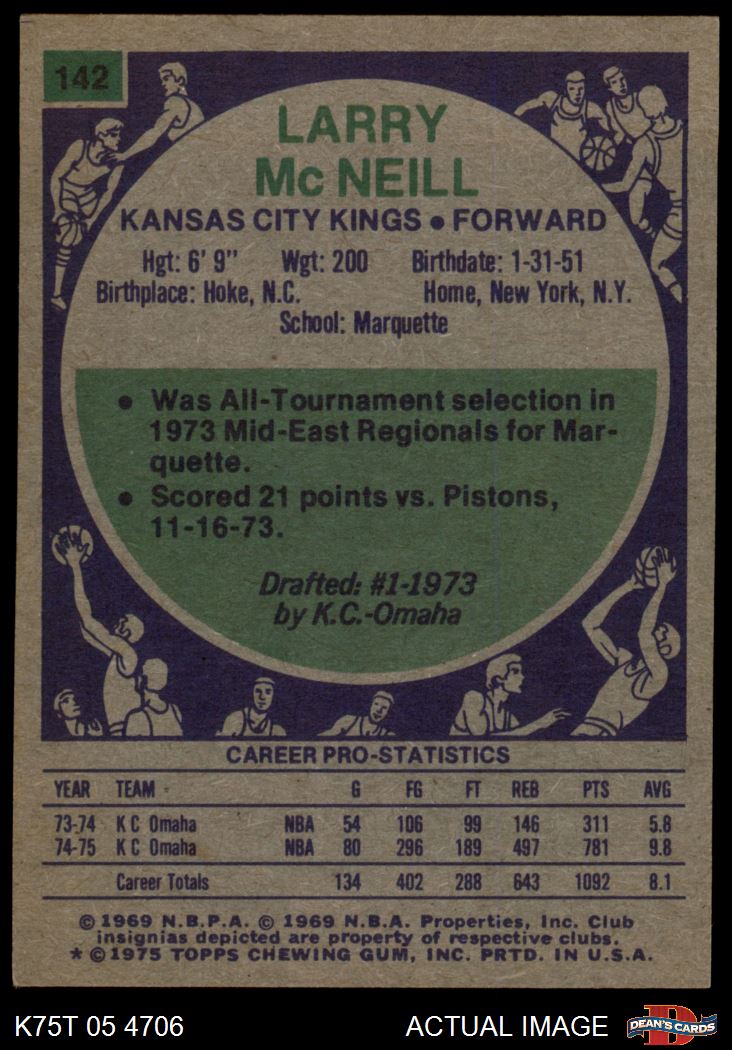 142
LARRY
Mc NEILL
KANSAS CITY KINGS • FORWARD
Hgt: 6' 9" Wgt: 200 Birthdate: 1-31-51
Birthplace: Hoke, N.C. Home, New York, N.Y.
School: Marquette
• Was All-Tournament selection in
1973 Mid-East Regionals for Mar-
quette.
• Scored 21 points vs. Pistons,
11-16-73.
Drafted: #1-1973
by K.C.-Omaha
CAREER PRO-STATISTICS
YEAR TEAM G FG FT REB PTS AVG
73-74 K C Omaha NBA 54 106 99 146 311 5.8
74-75 K C Omaha NBA 80 296 189 497 781 9.8
Career Totals 134 402 288 643 1092 8.1
© 1969 N.B.P.A. © 1969 N.B.A. Properties, Inc. Club
insignias depicted are property of respective clubs.
* © 1975 TOPPS CHEWING GUM, INC. PRTD. IN U.S.A.
K75T 05 4706 ACTUAL IMAGE D DEAN'S CARDS